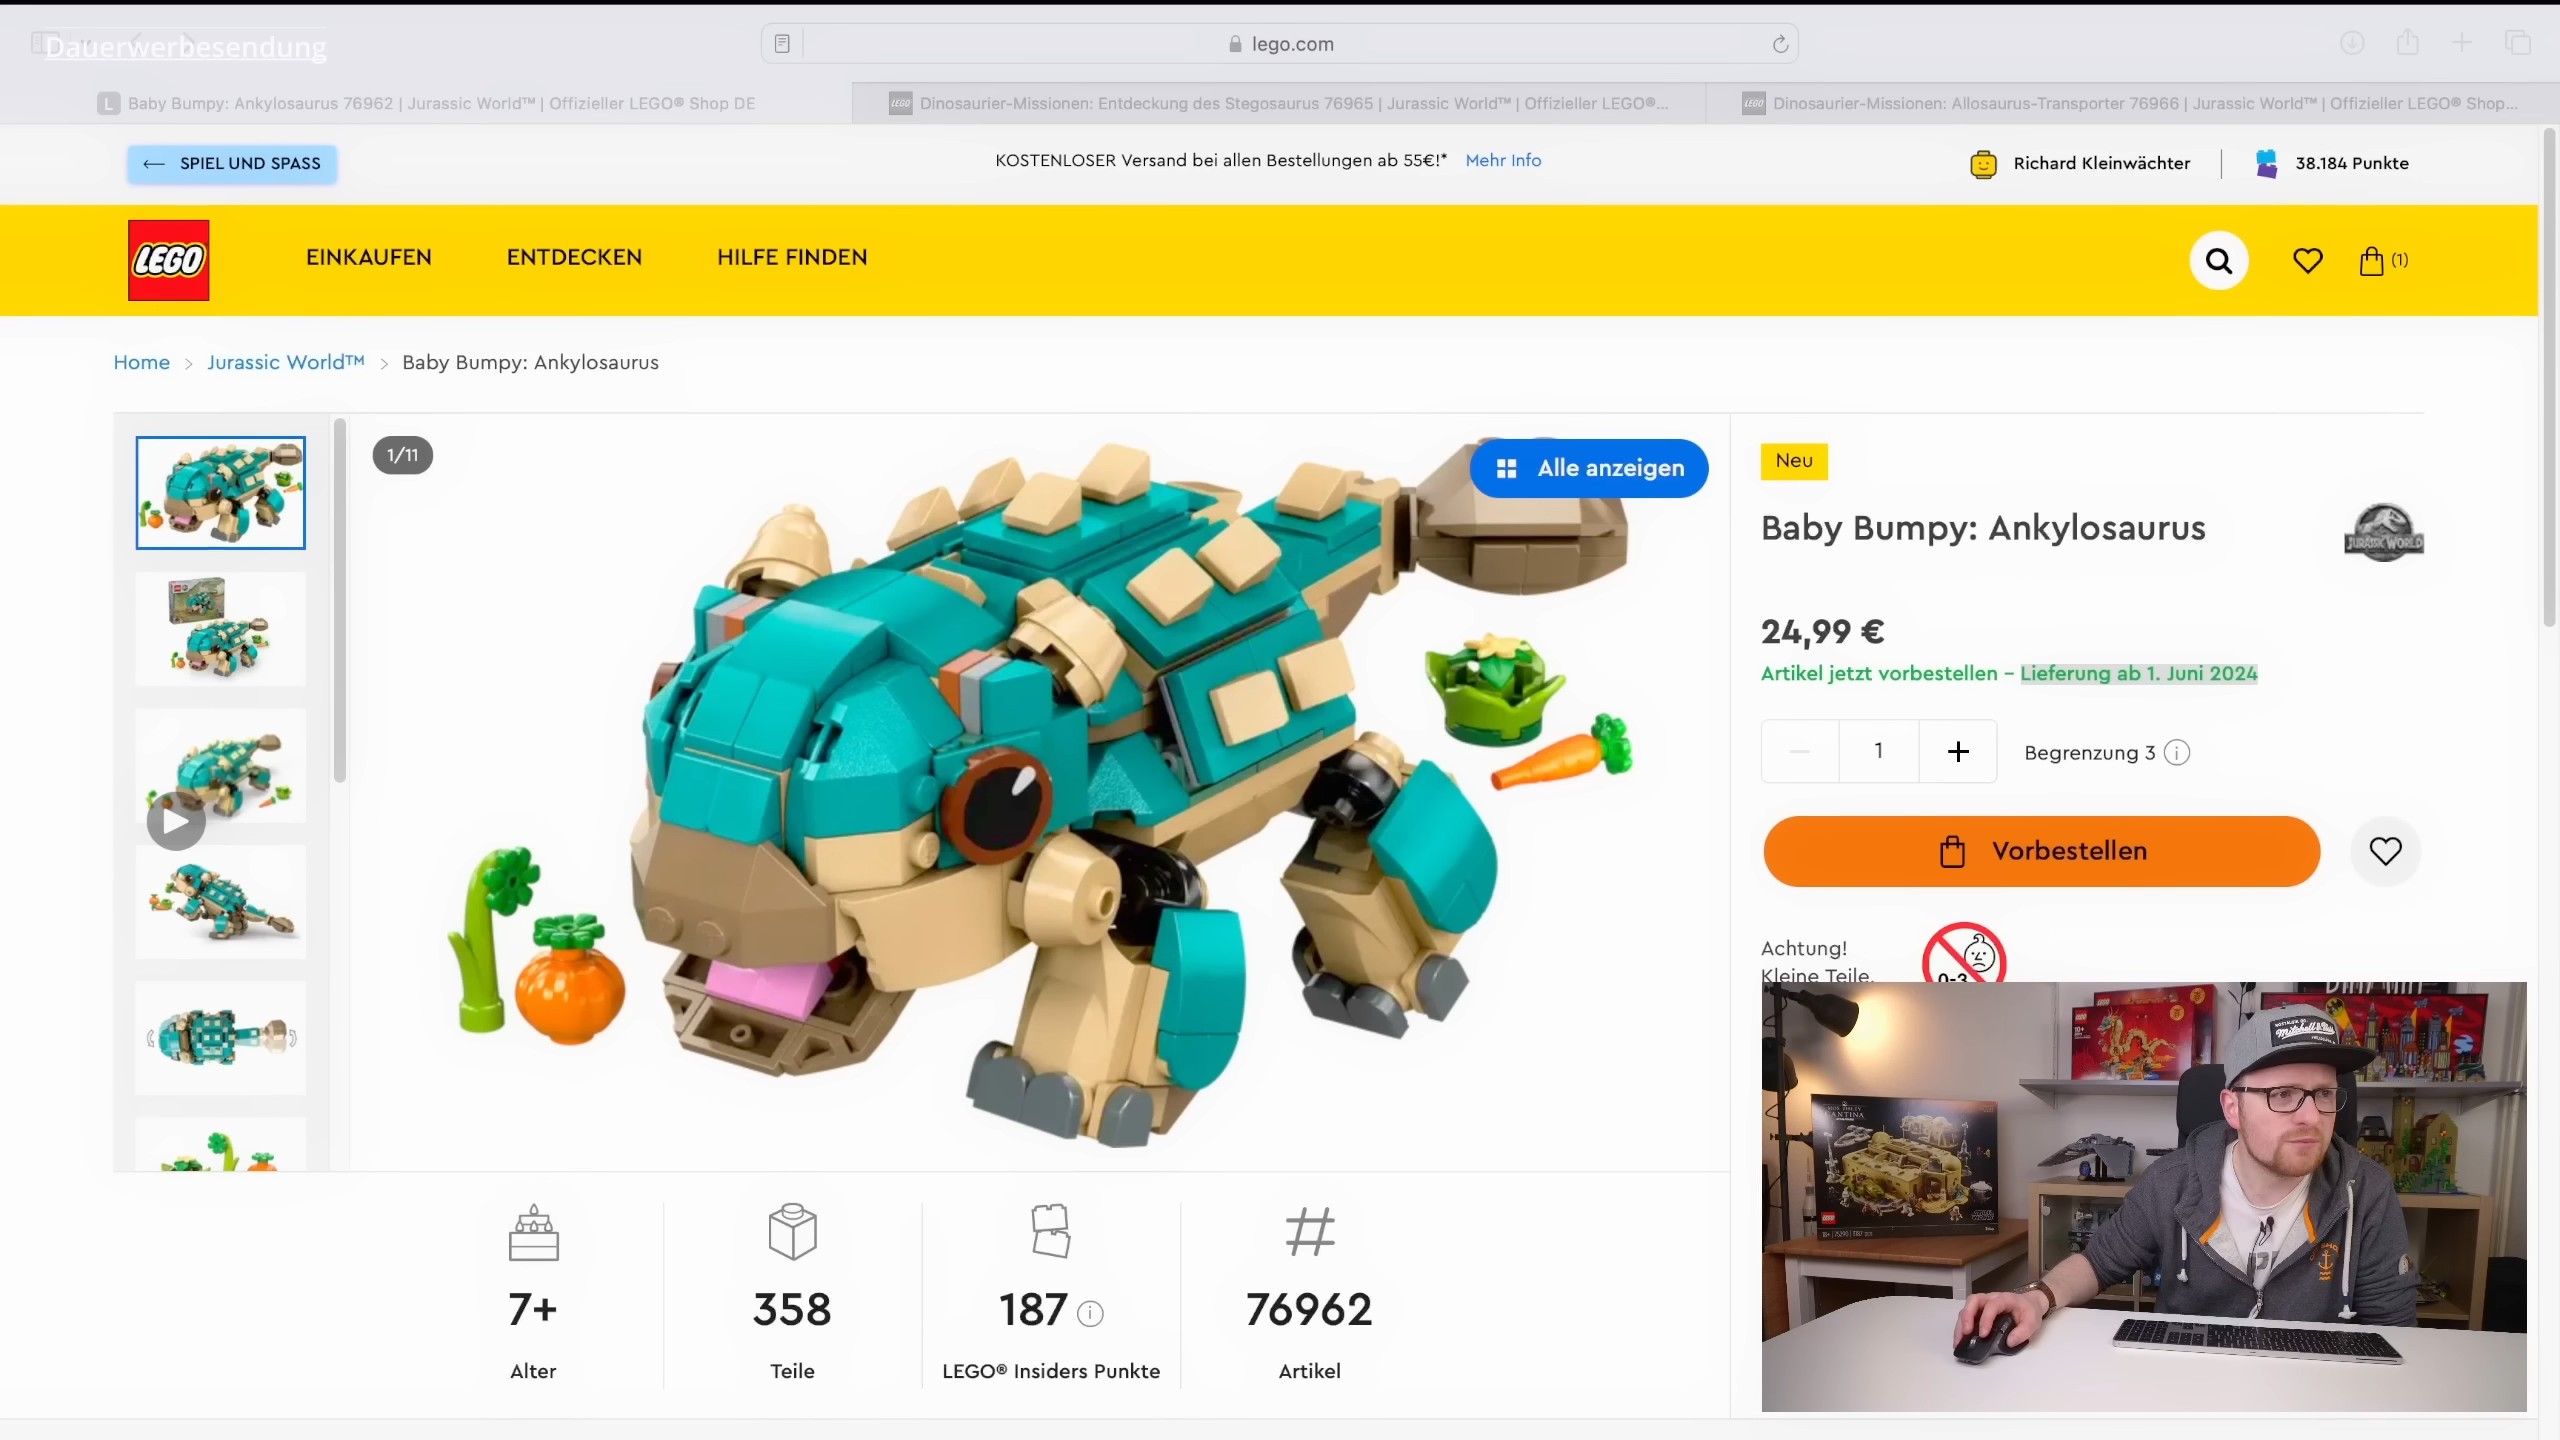 Dauerwerbesendung
lego.com
Baby Bumpy: Ankylosaurus 76962 | Jurassic World™ | Offizieller LEGO® Shop DE
Dinosaurier-Missionen: Entdeckung des Stegosaurus 76965 | Jurassic World™ | Offizieller LEGO®...
Dinosaurier-Missionen: Allosaurus-Transporter 76966 | Jurassic World™ | Offizieller LEGO® Shop...
SPIEL UND SPASS
KOSTENLOSER Versand bei allen Bestellungen ab 55€!* Mehr Info
Richard Kleinwächter
38.184 Punkte
LEGO
EINKAUFEN
ENTDECKEN
HILFE FINDEN
(1)
Home > Jurassic World™ > Baby Bumpy: Ankylosaurus
1/11
Alle anzeigen
Neu
Baby Bumpy: Ankylosaurus
JURASSIC WORLD
24,99 €
Artikel jetzt vorbestellen – Lieferung ab 1. Juni 2024
1
Begrenzung 3
Vorbestellen
Achtung!
Kleine Teile.
0-3
7+
Alter
358
Teile
187
LEGO® Insiders Punkte
76962
Artikel
CANTINA